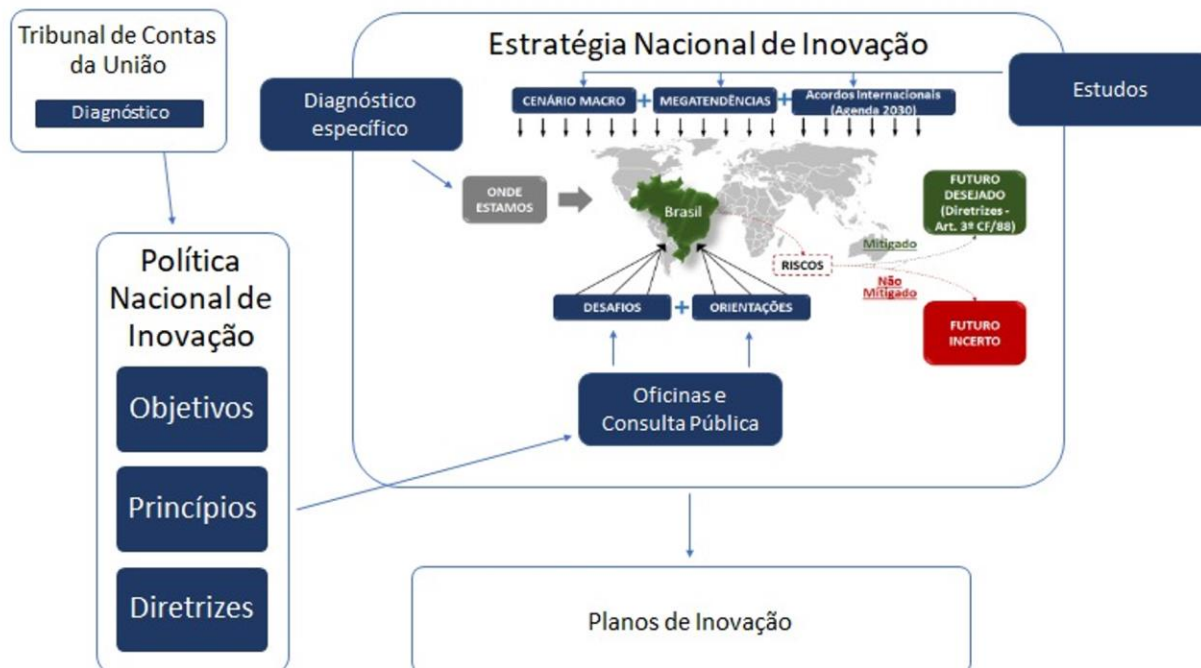 Tribunal de Contas
da União
Diagnóstico
Política
Nacional de
Inovação
Objetivos
Princípios
Diretrizes
Estratégia Nacional de Inovação
Diagnóstico
específico
Estudos
CENÁRIO MACRO + MEGATENDÊNCIAS + Acordos Internacionais
(Agenda 2030)
ONDE
ESTAMOS
Brasil
RISCOS
Mitigado
Não
Mitigado
FUTURO
DESEJADO
(Diretrizes -
Art. 3º CF/88)
FUTURO
INCERTO
DESAFIOS + ORIENTAÇÕES
Oficinas e
Consulta Pública
Planos de Inovação